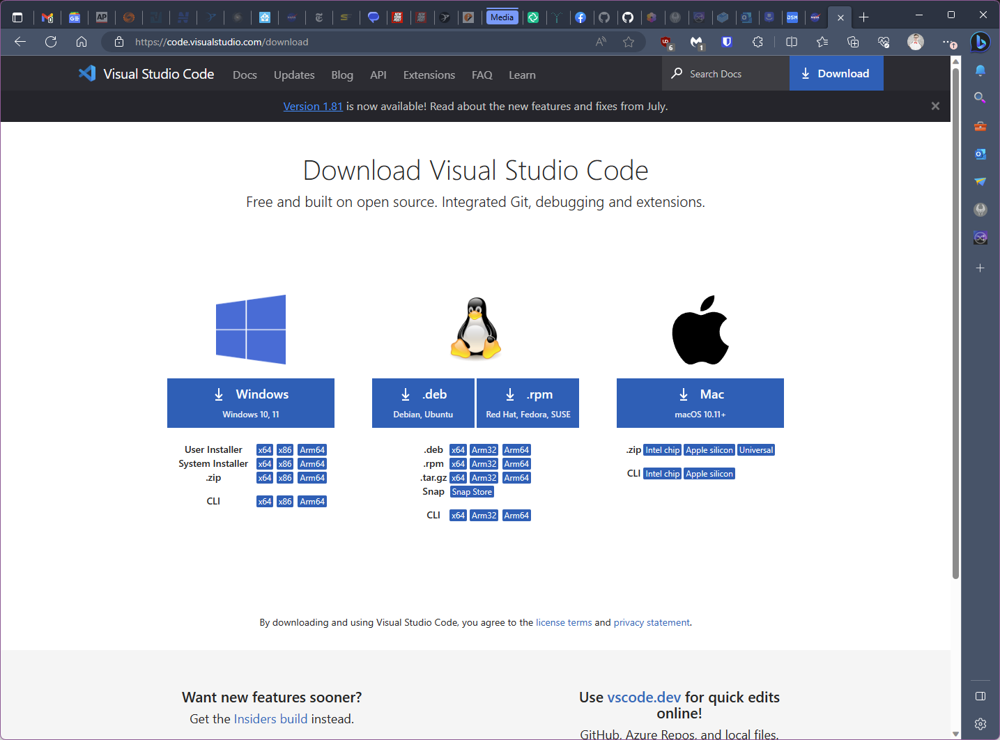 Media
https://code.visualstudio.com/download
6
1
Visual Studio Code Docs Updates Blog API Extensions FAQ Learn Search Docs Download
Version 1.81 is now available! Read about the new features and fixes from July.
Download Visual Studio Code
Free and built on open source. Integrated Git, debugging and extensions.
Windows
Windows 10, 11
User Installer x64 x86 Arm64
System Installer x64 x86 Arm64
.zip x64 x86 Arm64
CLI x64 x86 Arm64
.deb
Debian, Ubuntu
.rpm
Red Hat, Fedora, SUSE
.deb x64 Arm32 Arm64
.rpm x64 Arm32 Arm64
.tar.gz x64 Arm32 Arm64
Snap Snap Store
CLI x64 Arm32 Arm64
Mac
macOS 10.11+
.zip Intel chip Apple silicon Universal
CLI Intel chip Apple silicon
By downloading and using Visual Studio Code, you agree to the license terms and privacy statement.
Want new features sooner?
Get the Insiders build instead.
Use vscode.dev for quick edits
online!
GitHub, Azure Repos, and local files.